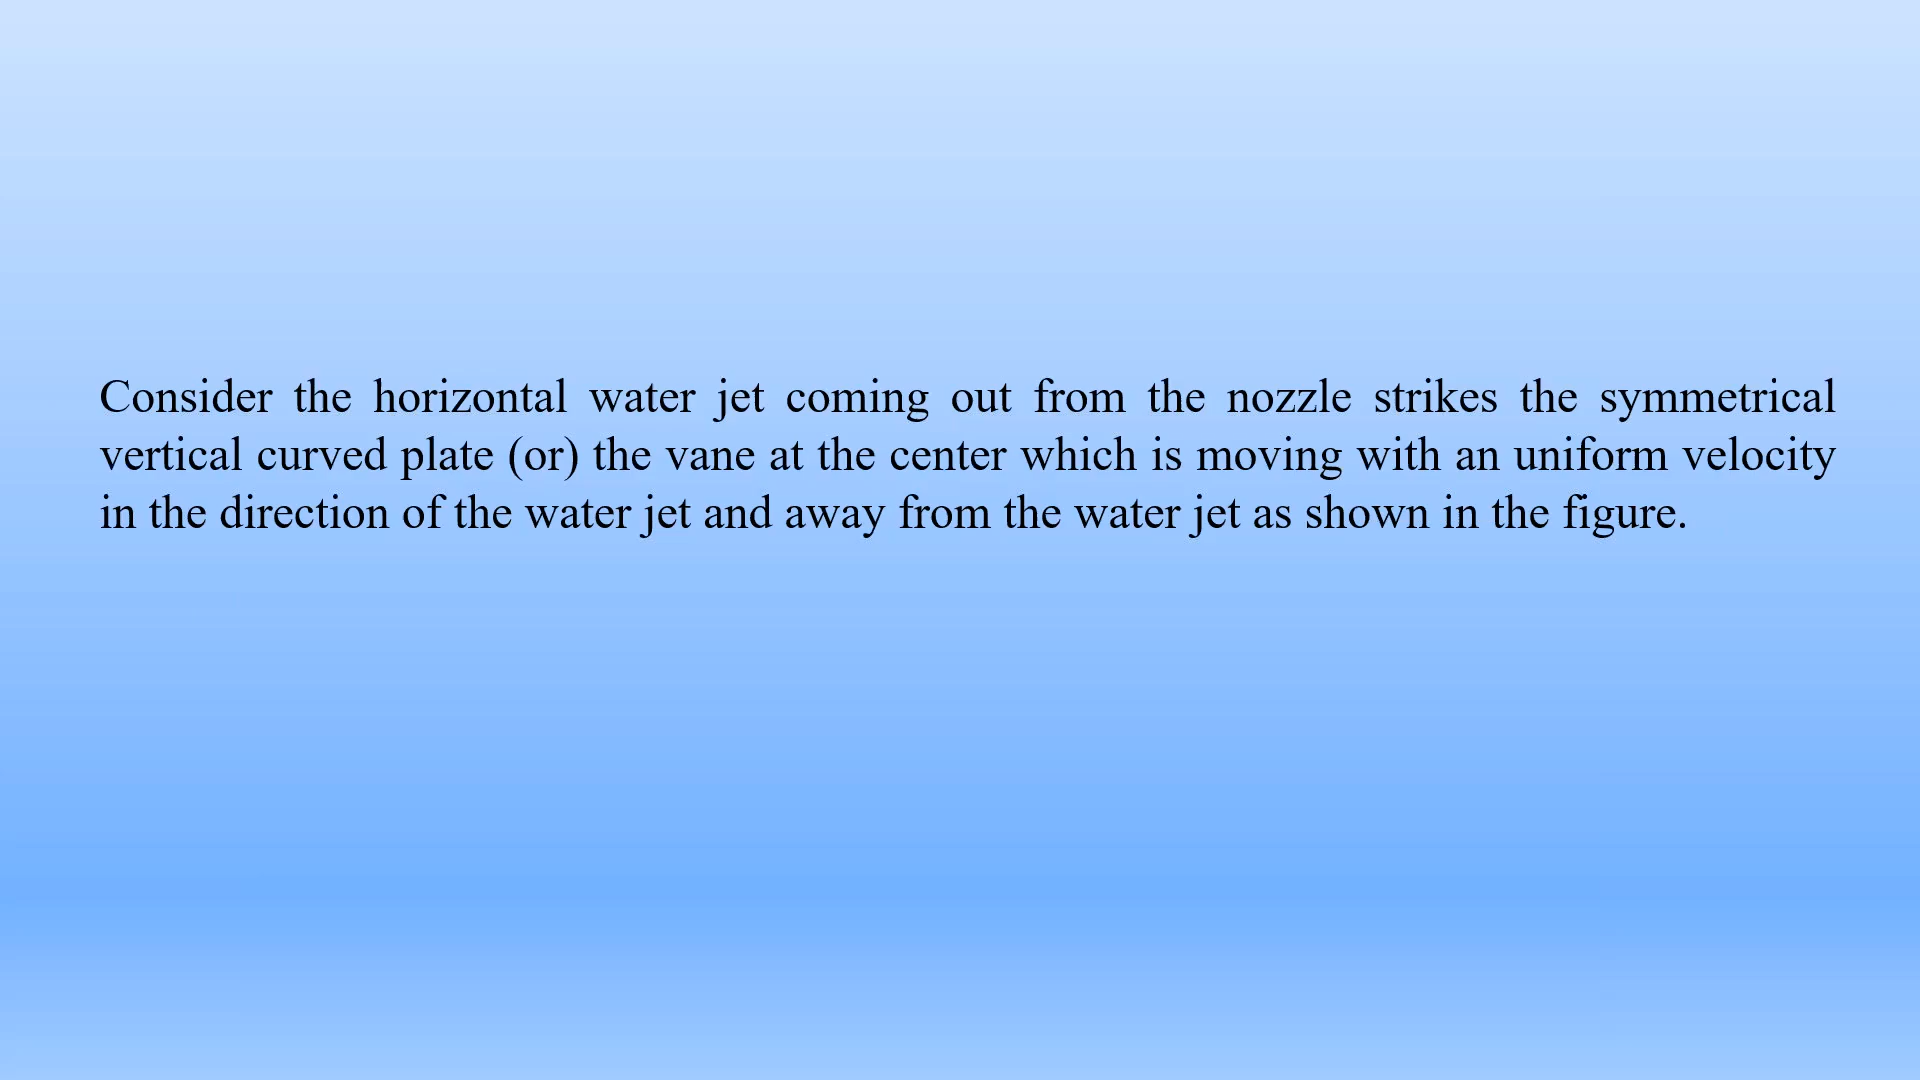 Consider the horizontal water jet coming out from the nozzle strikes the symmetrical
vertical curved plate (or) the vane at the center which is moving with an uniform velocity
in the direction of the water jet and away from the water jet as shown in the figure.